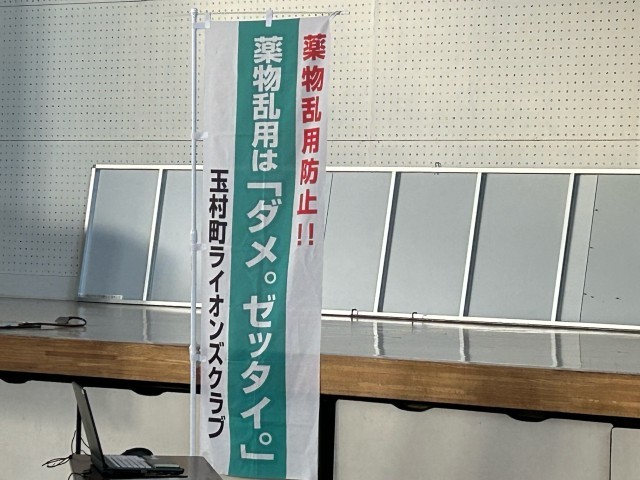 薬物乱用防止!!
薬物乱用は「ダメ。ゼッタイ。」
玉村町ライオンズクラブ